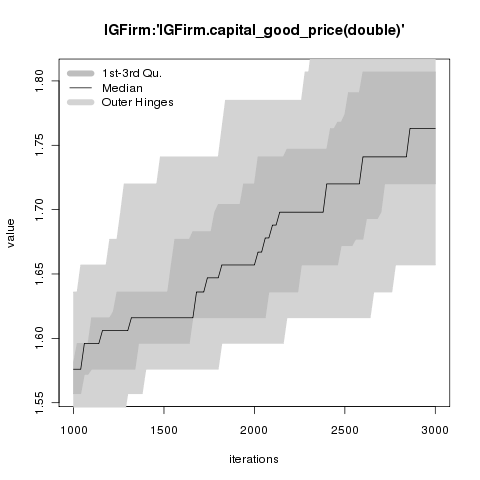 IGFirm:'IGFirm.capital_good_price(double)'
1st-3rd Qu.
Median
Outer Hinges
1.80
1.75
1.70
1.65
1.60
1.55
value
1000 1500 2000 2500 3000
iterations